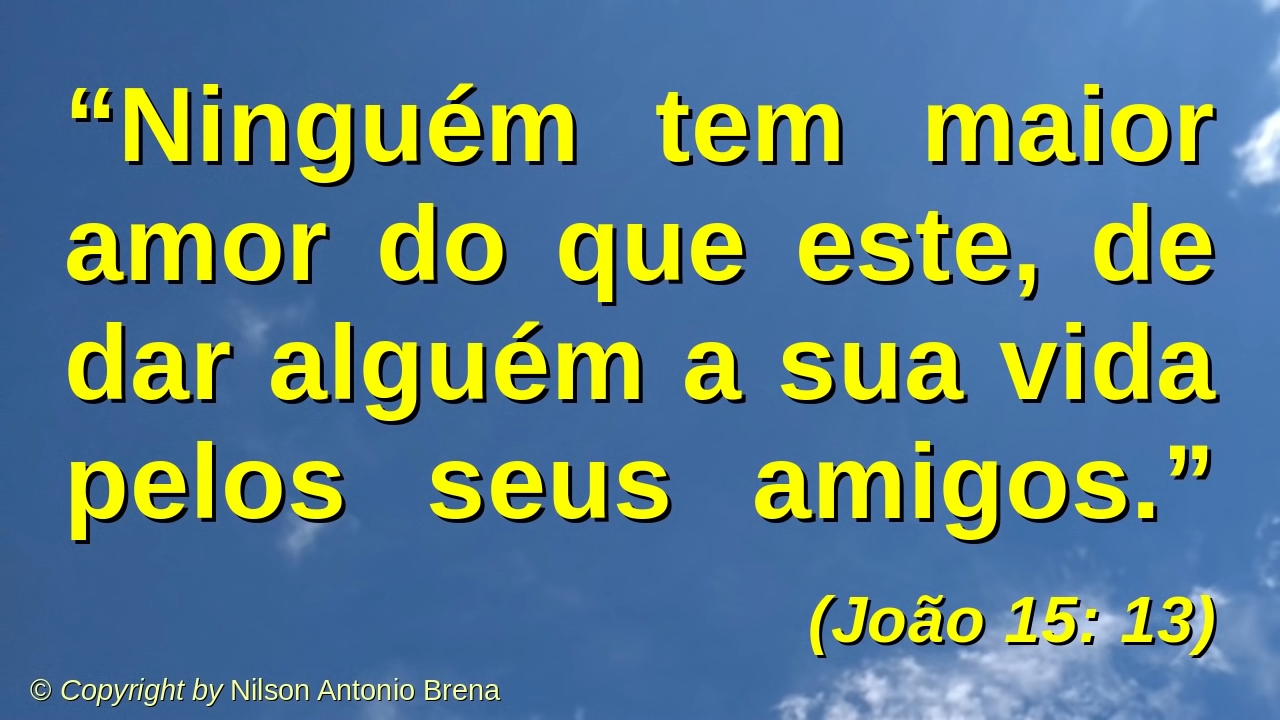 “Ninguém tem maior
amor do que este, de
dar alguém a sua vida
pelos seus amigos.”
(João 15: 13)
© Copyright by Nilson Antonio Brena